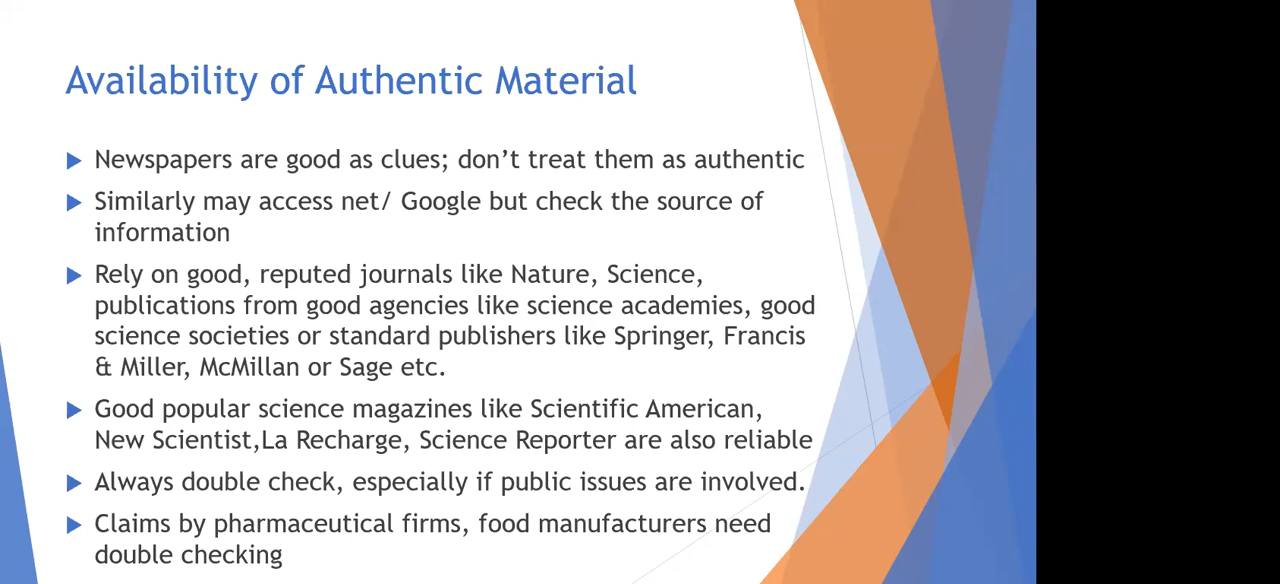 Availability of Authentic Material
Newspapers are good as clues; don't treat them as authentic
Similarly may access net/ Google but check the source of
information
Rely on good, reputed journals like Nature, Science,
publications from good agencies like science academies, good
science societies or standard publishers like Springer, Francis
& Miller, McMillan or Sage etc.
Good popular science magazines like Scientific American,
New Scientist,La Recharge, Science Reporter are also reliable
Always double check, especially if public issues are involved.
Claims by pharmaceutical firms, food manufacturers need
double checking